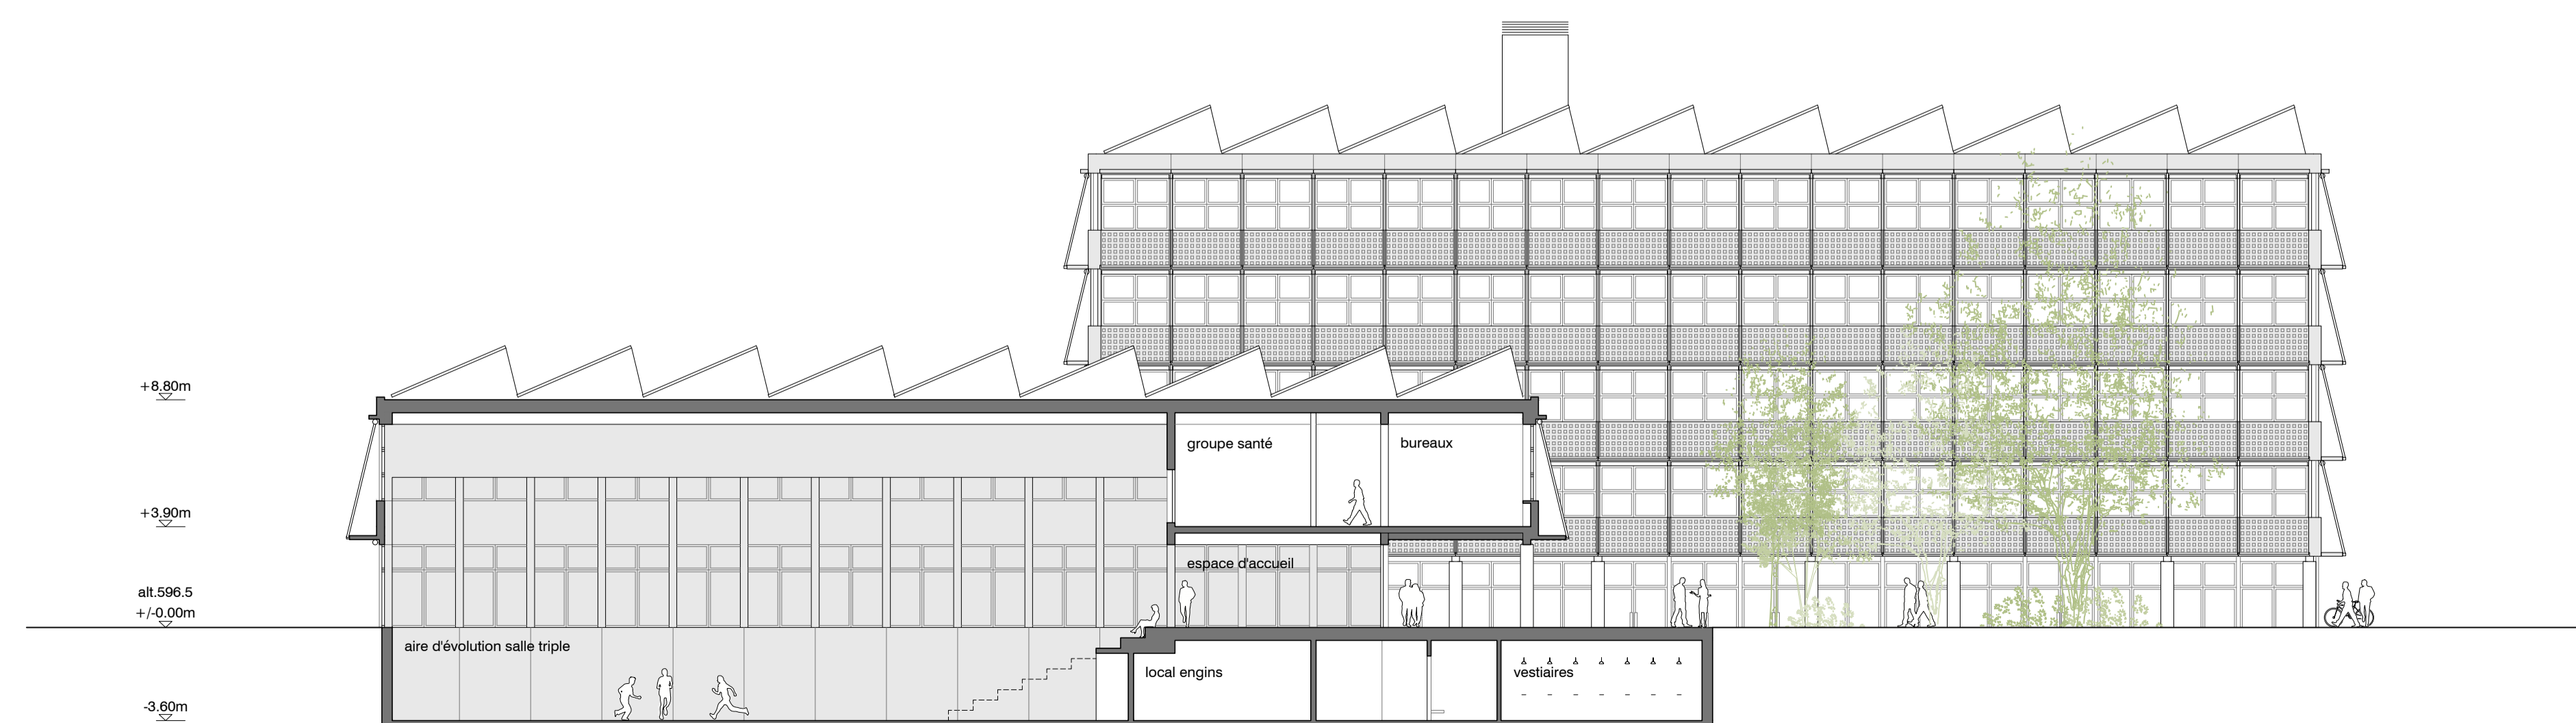 +8.80m
groupe santé
bureaux
+3.90m
espace d'accueil
alt.596.5
+/-0.00m
aire d'évolution salle triple
local engins
vestiaires
-3.60m